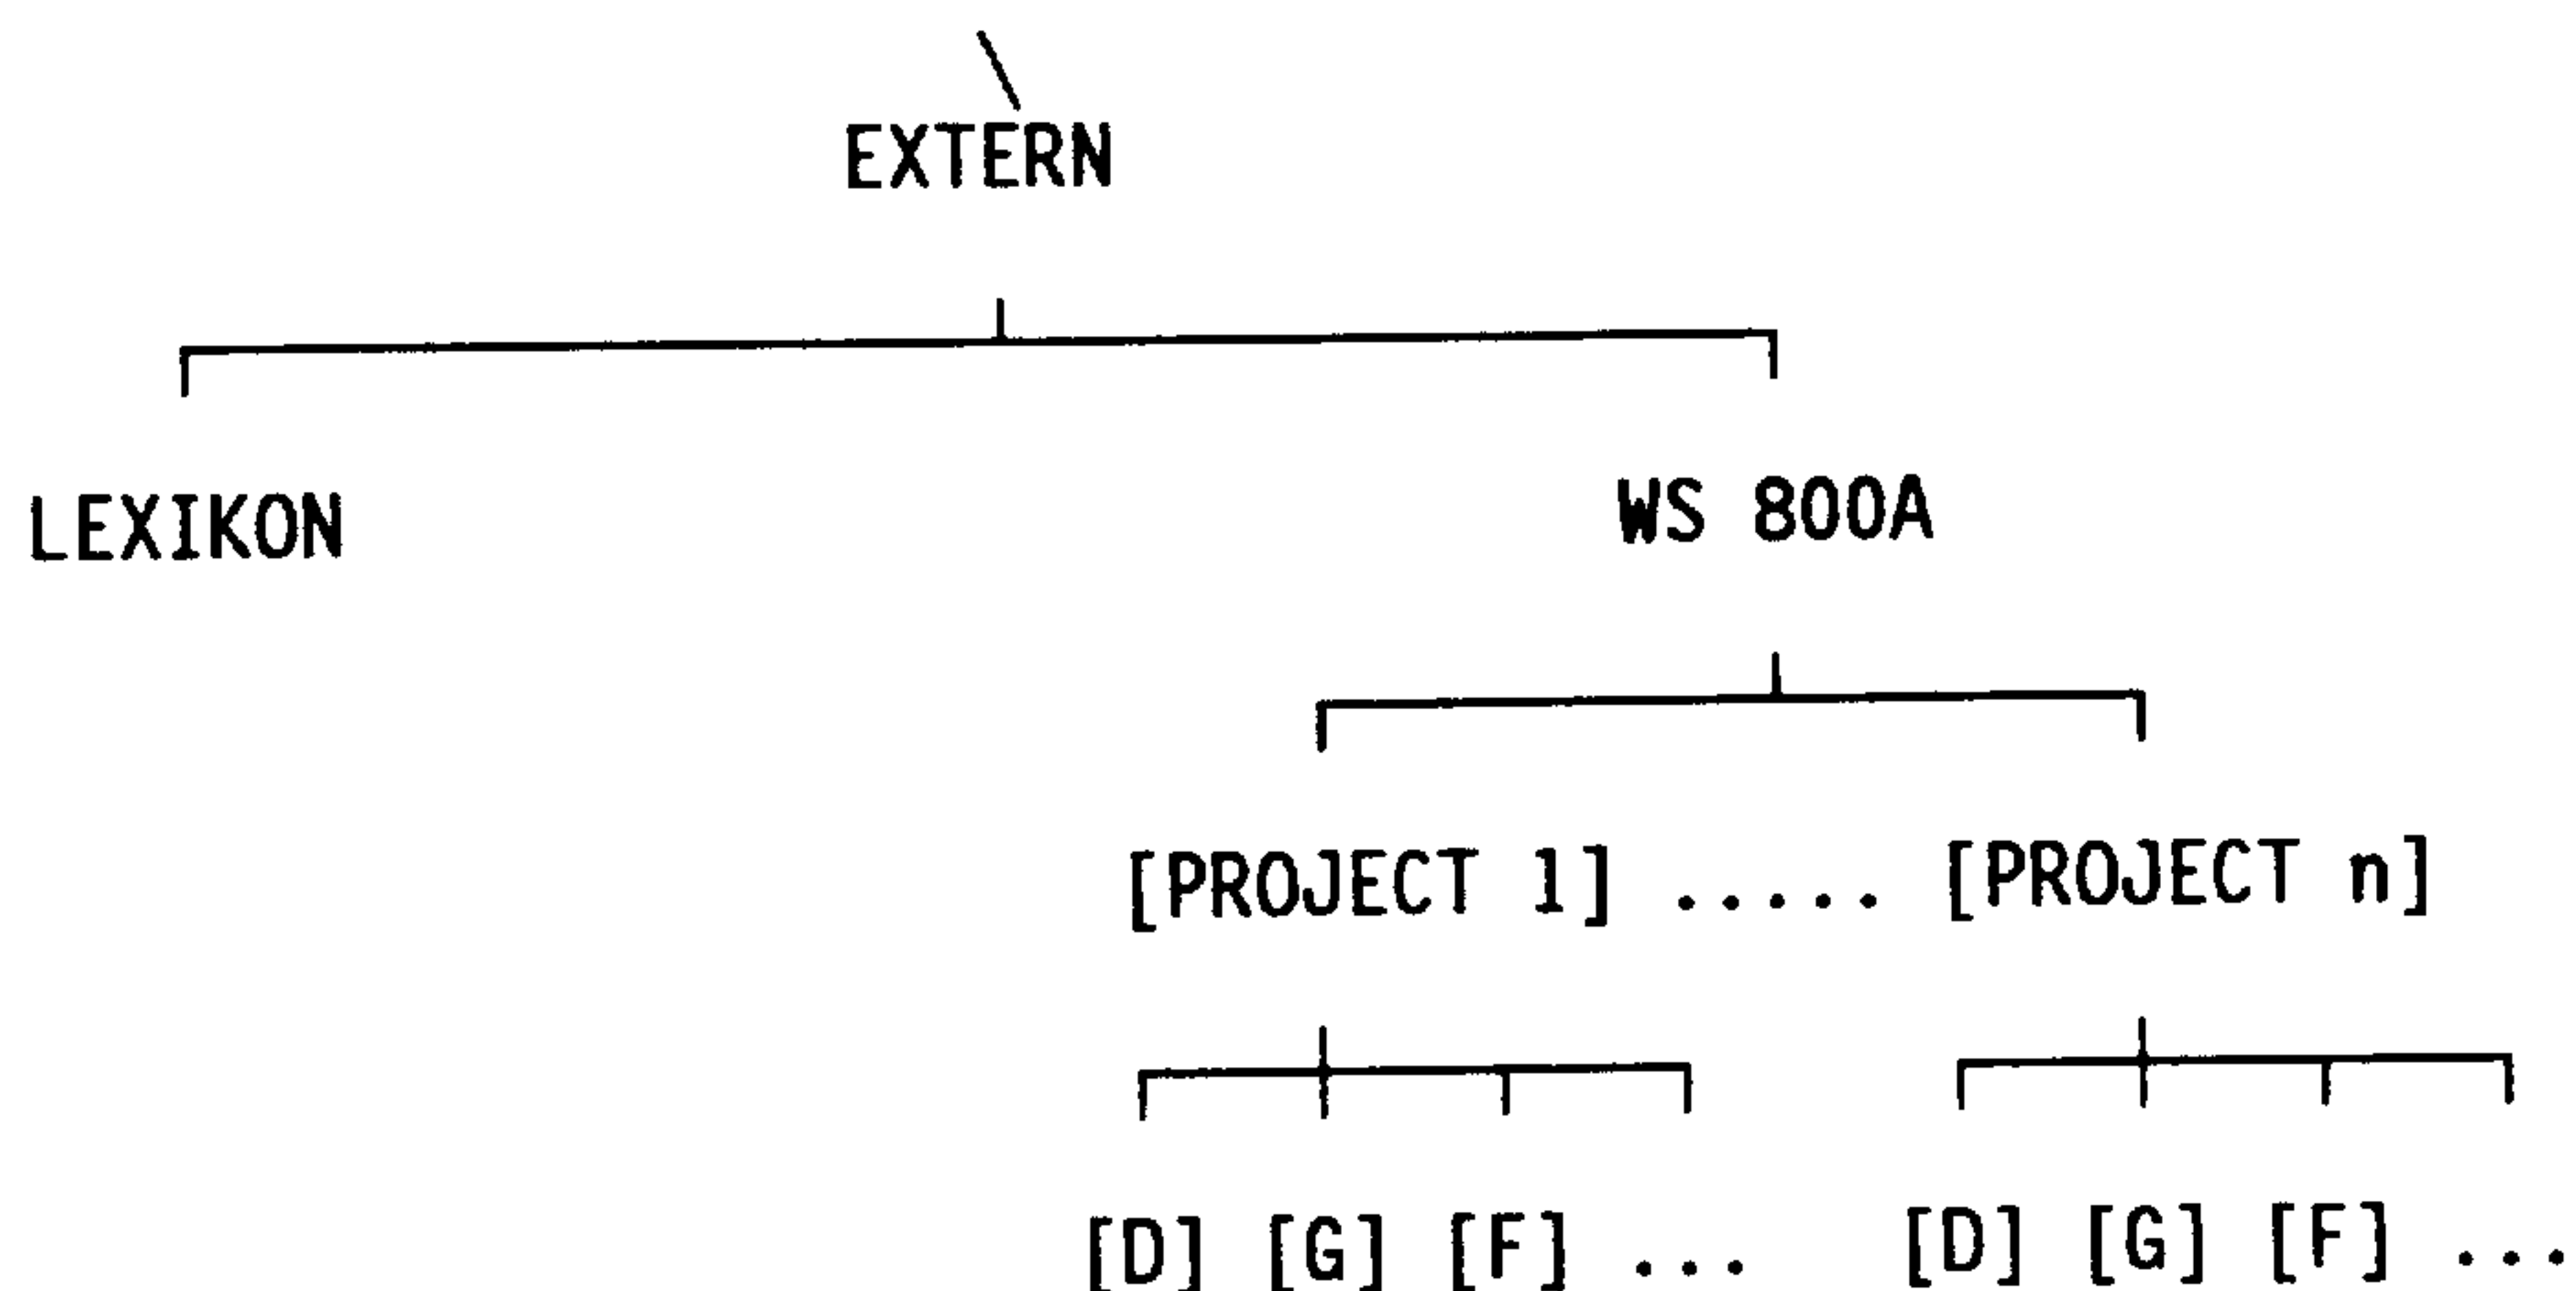 \
EXTERN
LEXIKON WS 800A
[PROJECT 1] ..... [PROJECT n]
[D] [G] [F] ... [D] [G] [F] ...